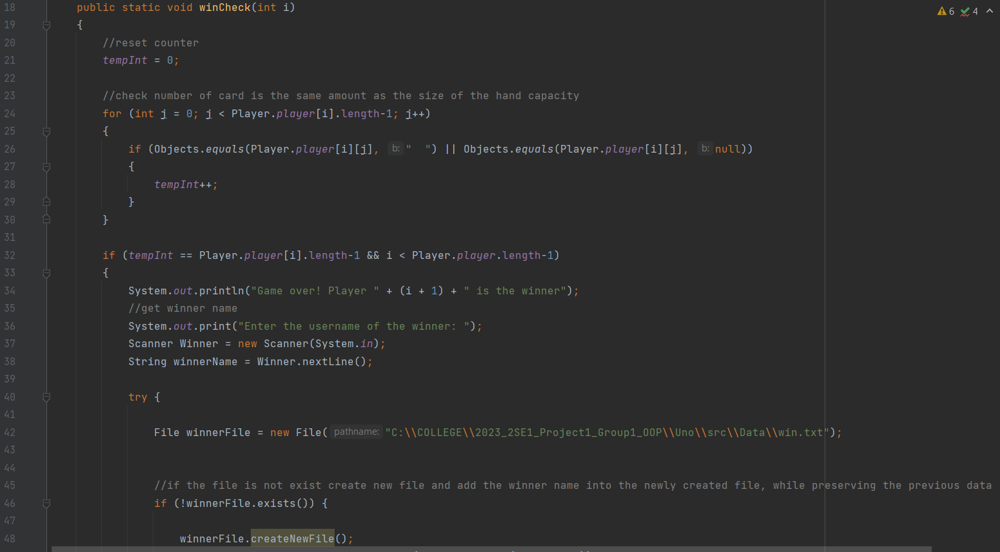 6 4
18 public static void winCheck(int i)
19 {
20 //reset counter
21 tempInt = 0;
22
23 //check number of card is the same amount as the size of the hand capacity
24 for (int j = 0; j < Player.player[i].length-1; j++)
25 {
26 if (Objects.equals(Player.player[i][j], b: "  ") || Objects.equals(Player.player[i][j], b: null))
27 {
28 tempInt++;
29 }
30 }
31
32 if (tempInt == Player.player[i].length-1 && i < Player.player.length-1)
33 {
34 System.out.println("Game over! Player " + (i + 1) + " is the winner");
35 //get winner name
36 System.out.print("Enter the username of the winner: ");
37 Scanner Winner = new Scanner(System.in);
38 String winnerName = Winner.nextLine();
39
40 try {
41
42 File winnerFile = new File( pathname: "C:\\COLLEGE\\2023_2SE1_Project1_Group1_OOP\\Uno\\src\\Data\\win.txt");
43
44
45 //if the file is not exist create new file and add the winner name into the newly created file, while preserving the previous data
46 if (!winnerFile.exists()) {
47
48 winnerFile.createNewFile();